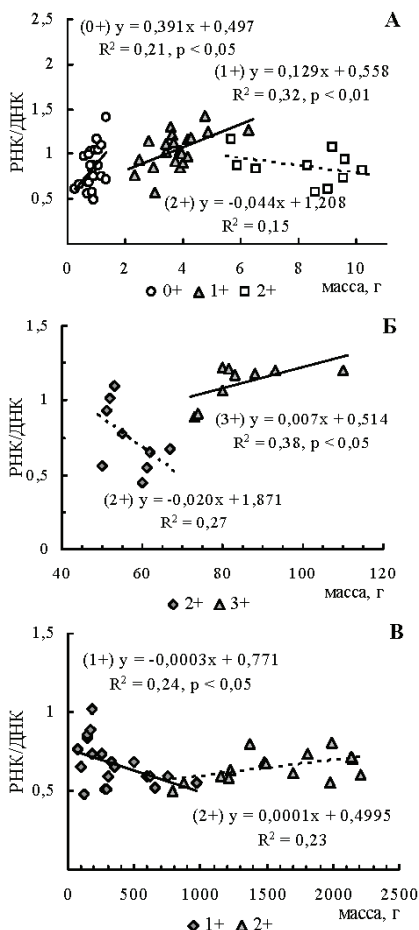 А
(0+) y = 0,391x + 0,497
R² = 0,21, p < 0,05
(1+) y = 0,129x + 0,558
R² = 0,32, p < 0,01
РНК/ДНК
2,5
2
1,5
1
0,5
0
(2+) y = -0,044x + 1,208
R² = 0,15
0 2 4 6 8 10
масса, г
0+ 1+ 2+
Б
РНК/ДНК
1,5
1
0,5
0
(3+) y = 0,007x + 0,514
R² = 0,38, p < 0,05
(2+) y = -0,020x + 1,871
R² = 0,27
40 60 80 100 120
масса, г
2+ 3+
В
РНК/ДНК
1,5
1
0,5
0
(1+) y = -0,0003x + 0,771
R² = 0,24, p < 0,05
(2+) y = 0,0001x + 0,4995
R² = 0,23
0 500 1000 1500 2000 2500
масса, г
1+ 2+